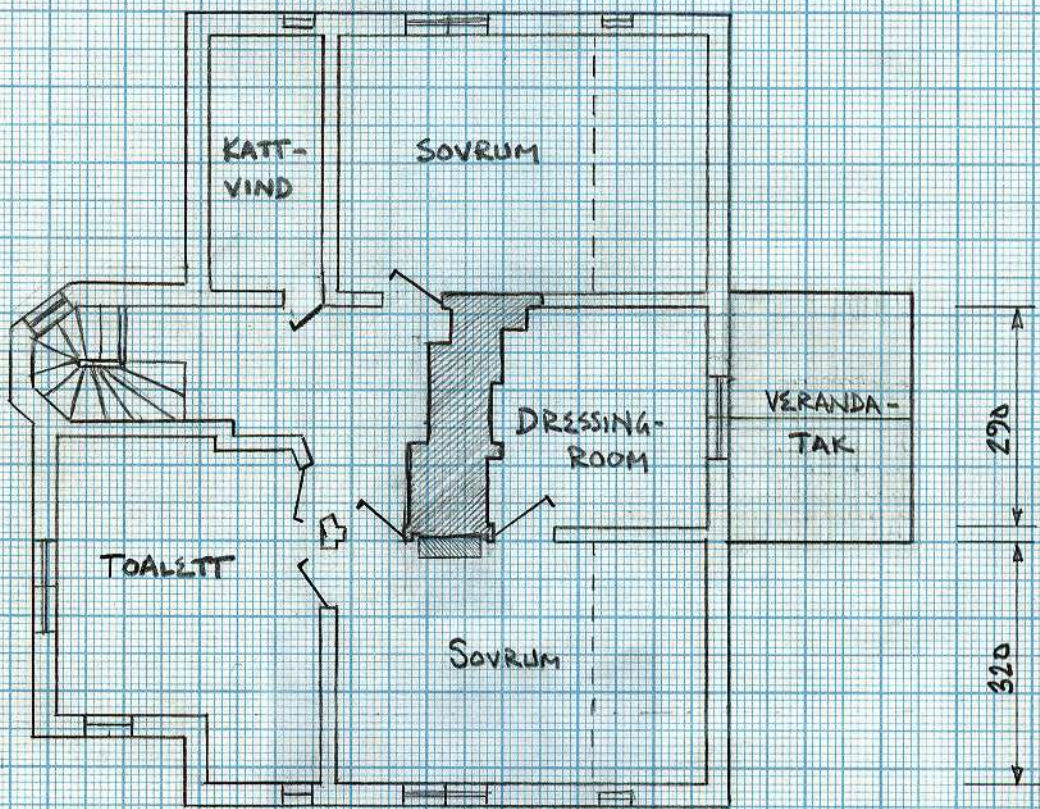 KATT-
VIND
SOVRUM
DRESSING-
ROOM
VERANDA-
TAK
290
TOALETT
SOVRUM
320